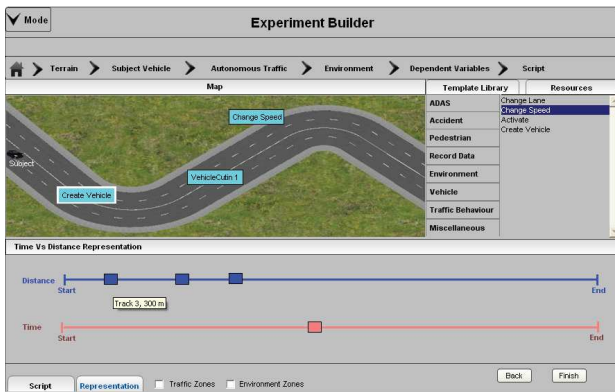 Mode
Experiment Builder
Terrain Subject Vehicle Autonomous Traffic Environment Dependent Variables Script
Map
Template Library Resources
ADAS
Accident
Pedestrian
Record Data
Environment
Vehicle
Traffic Behaviour
Miscellaneous
Change Lane
Change Speed
Activate
Create Vehicle
Change Speed
Subject
VehicleCutin 1
Create Vehicle
Time Vs Distance Representation
Distance
Start
End
Track 3, 300 m
Time
Start
End
Script Representation Traffic Zones Environment Zones Back Finish